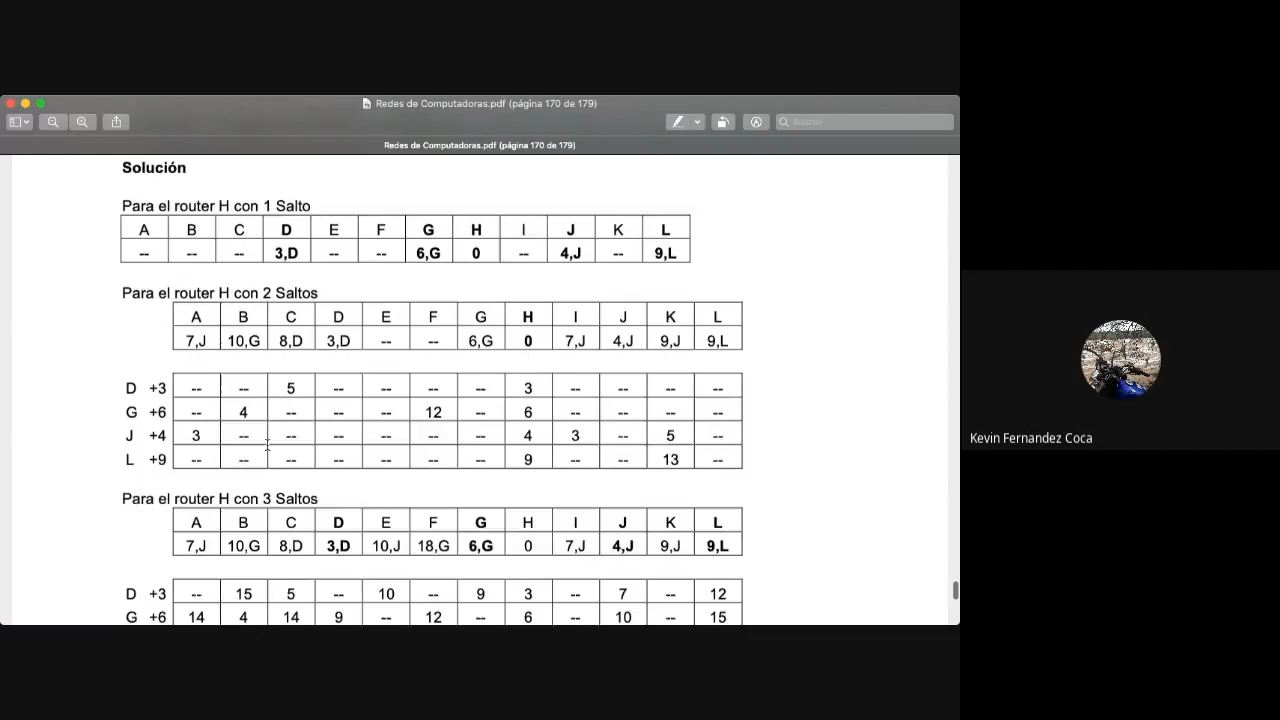 Redes de Computadoras.pdf (página 170 de 179)
Buscar
Redes de Computadoras.pdf (página 170 de 179)
Solución
Para el router H con 1 Salto
A B C D E F G H I J K L
-- -- -- 3,D -- -- 6,G 0 -- 4,J -- 9,L
Para el router H con 2 Saltos
A B C D E F G H I J K L
7,J 10,G 8,D 3,D -- -- 6,G 0 7,J 4,J 9,J 9,L
D +3 -- -- 5 -- -- -- -- 3 -- -- -- --
G +6 -- 4 -- -- -- 12 -- 6 -- -- -- --
J +4 3 -- -- -- -- -- -- 4 3 -- 5 --
L +9 -- -- -- -- -- -- -- 9 -- -- 13 --
Para el router H con 3 Saltos
A B C D E F G H I J K L
7,J 10,G 8,D 3,D 10,J 18,G 6,G 0 7,J 4,J 9,J 9,L
D +3 -- 15 5 -- 10 -- 9 3 -- 7 -- 12
G +6 14 4 14 9 -- 12 -- 6 -- 10 -- 15
Kevin Fernandez Coca